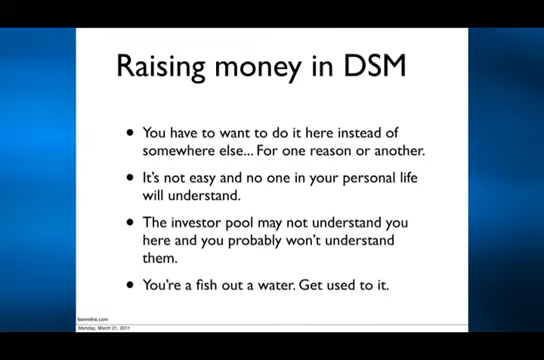 Raising money in DSM
• You have to want to do it here instead of
somewhere else... For one reason or another.
• It's not easy and no one in your personal life
will understand.
• The investor pool may not understand you
here and you probably won't understand
them.
• You're a fish out a water. Get used to it.
benmilne.com
Monday, March 21, 2011